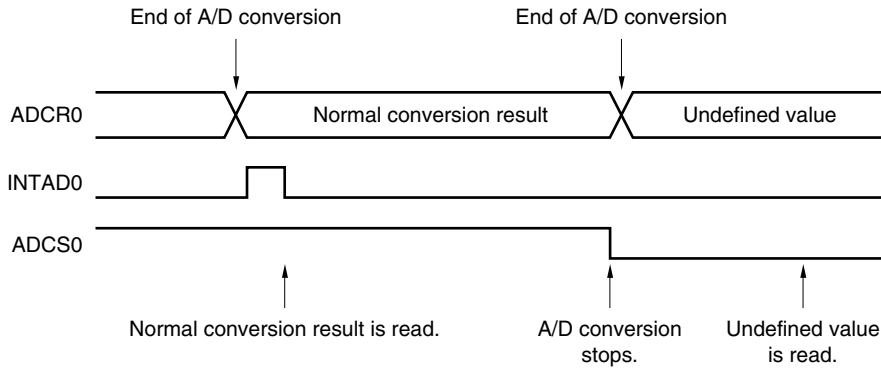 End of A/D conversion End of A/D conversion
ADCR0 Normal conversion result Undefined value
INTAD0
ADCS0
Normal conversion result is read. A/D conversion Undefined value
stops. is read.